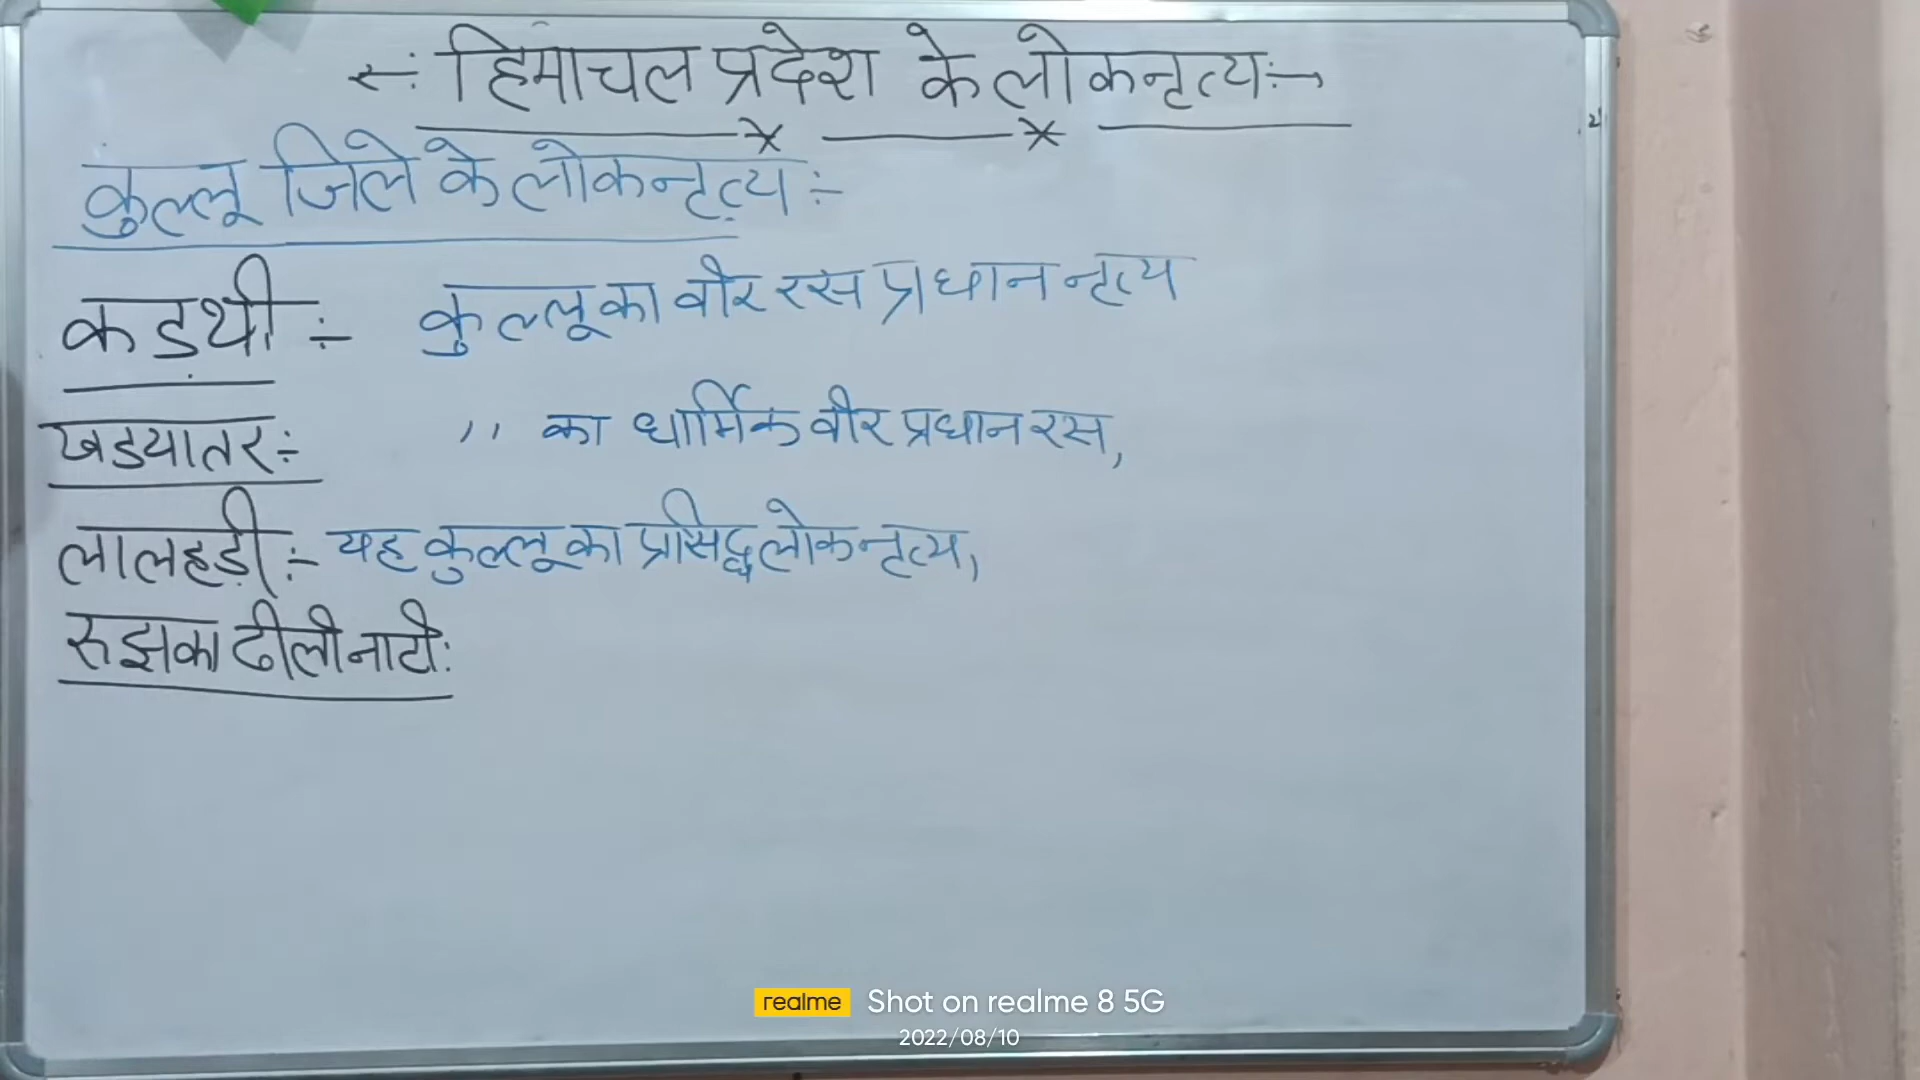 ←: हिमाचल प्रदेश के लोकनृत्य :→
कुल्लू जिले के लोकनृत्य :-
कड़थी :- कुल्लू का वीर रस प्रधान नृत्य
खडयातर :- ,, का धार्मिक वीर प्रधान रस,
लालहड़ी :- यह कुल्लू का प्रसिद्ध लोकनृत्य,
रुझका ढीली नाटी:
realme Shot on realme 8 5G
2022/08/10